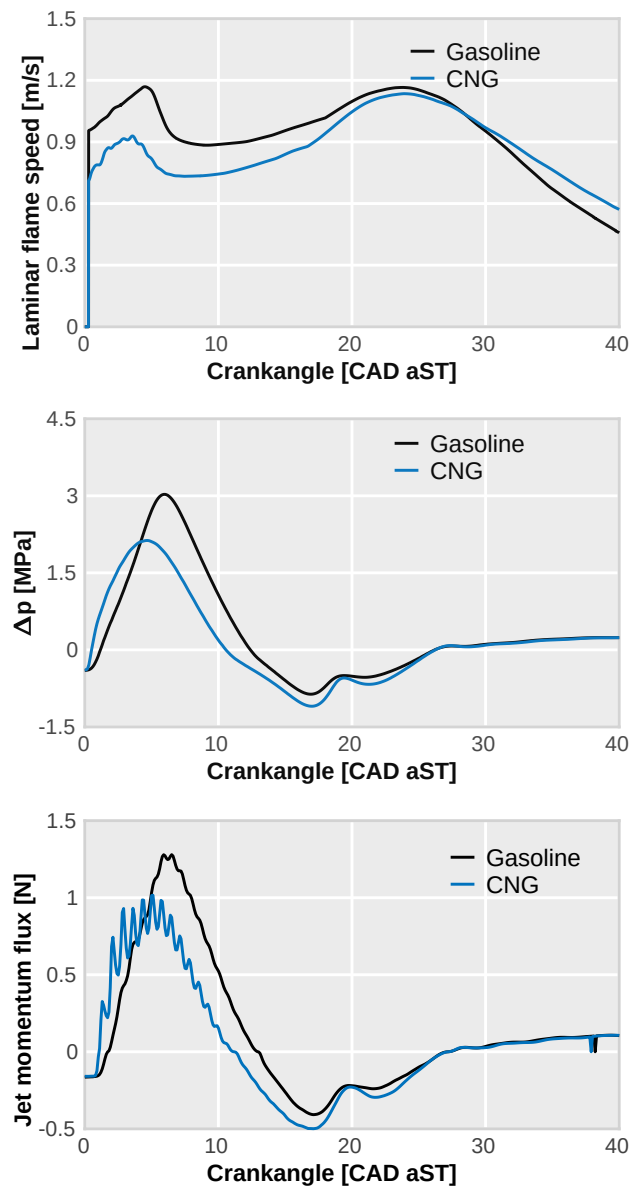 Laminar flame speed [m/s]
1.5
1.2
0.9
0.6
0.3
0
Gasoline
CNG
0 10 20 30 40
Crankangle [CAD aST]
Δp [MPa]
4.5
3
1.5
0
-1.5
Gasoline
CNG
0 10 20 30 40
Crankangle [CAD aST]
Jet momentum flux [N]
1.5
1
0.5
0
-0.5
Gasoline
CNG
0 10 20 30 40
Crankangle [CAD aST]